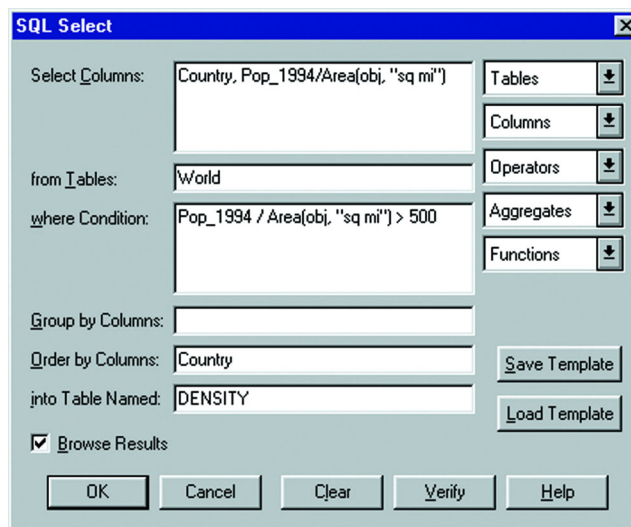 SQL Select
Select Columns:
Country, Pop_1994/Area(obj, "sq mi")
Tables
Columns
from Tables:
World
Operators
where Condition:
Pop_1994 / Area(obj, "sq mi") > 500
Aggregates
Functions
Group by Columns:
Order by Columns:
Country
Save Template
into Table Named:
DENSITY
Load Template
Browse Results
OK
Cancel
Clear
Verify
Help